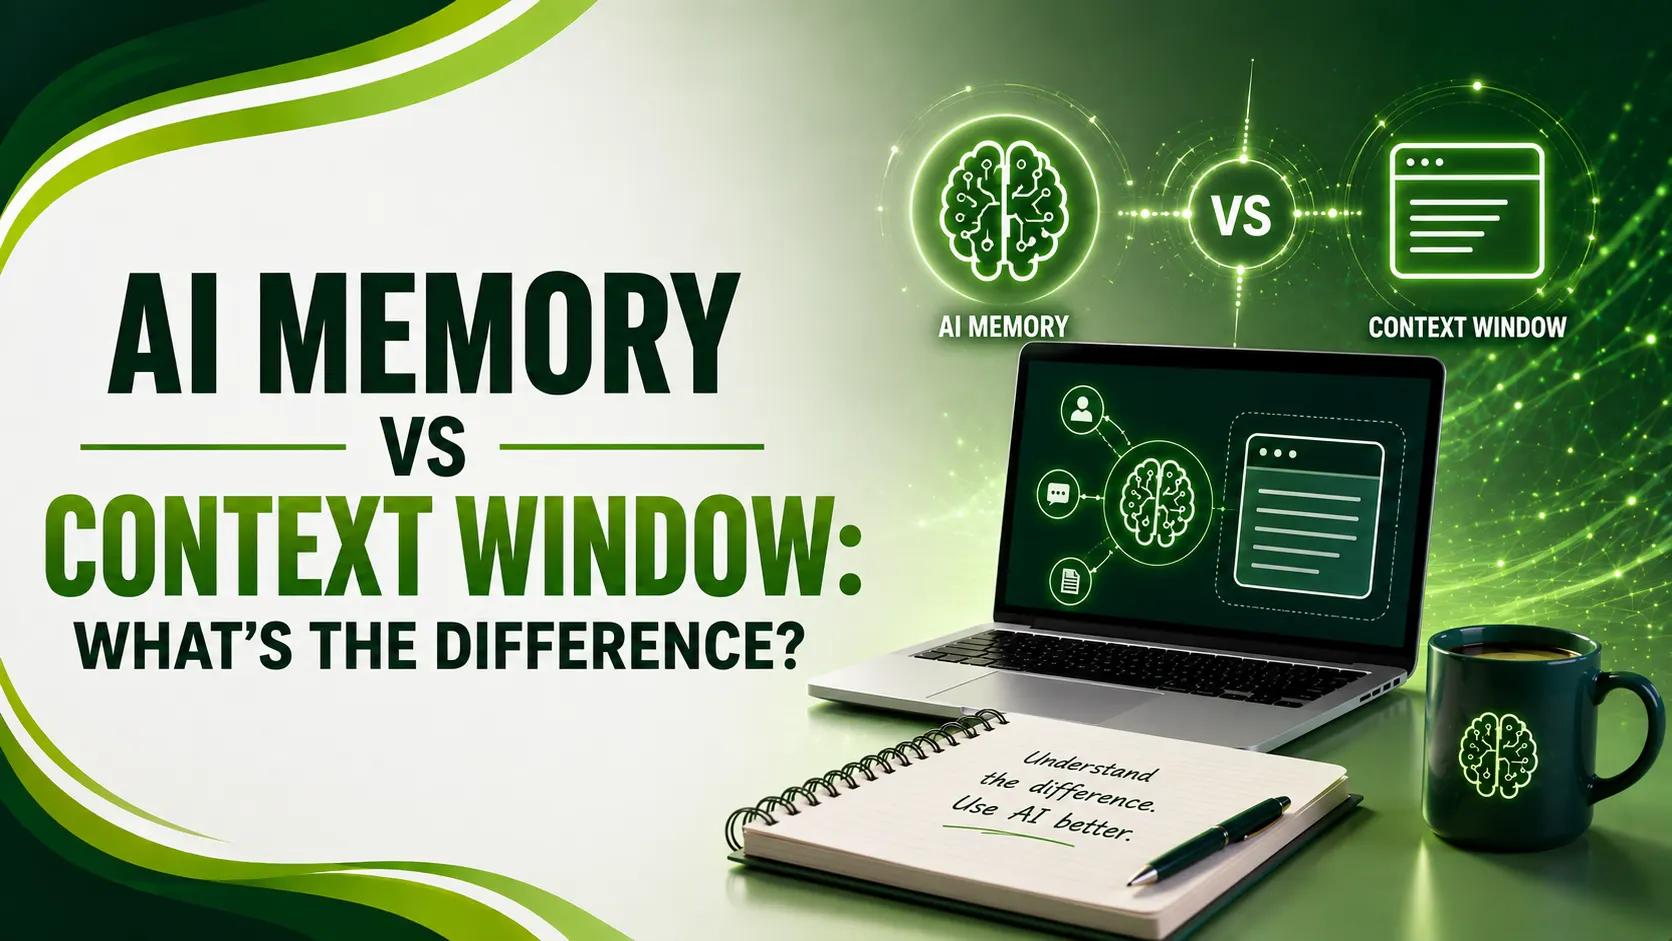 AI MEMORY
VS
CONTEXT WINDOW:
WHAT'S THE DIFFERENCE?
VS
AI MEMORY
CONTEXT WINDOW
Understand
the difference.
Use AI better.